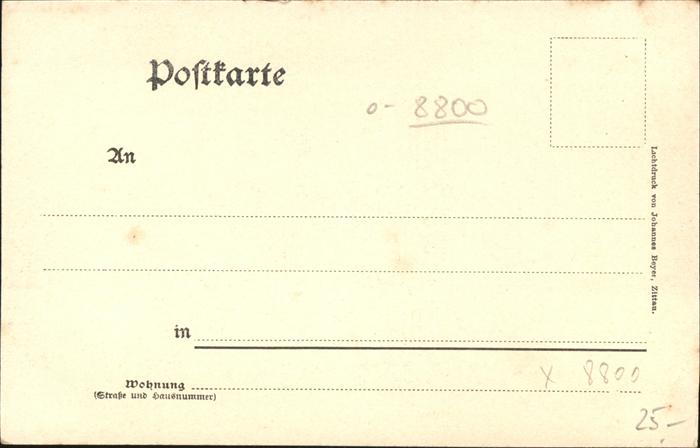 Poſtkarte
o- 8800
An
Lichtdruck von Johannes Beyer, Zittau.
in
x 8800
Wohnung
(Straße und Hausnummer)
25-